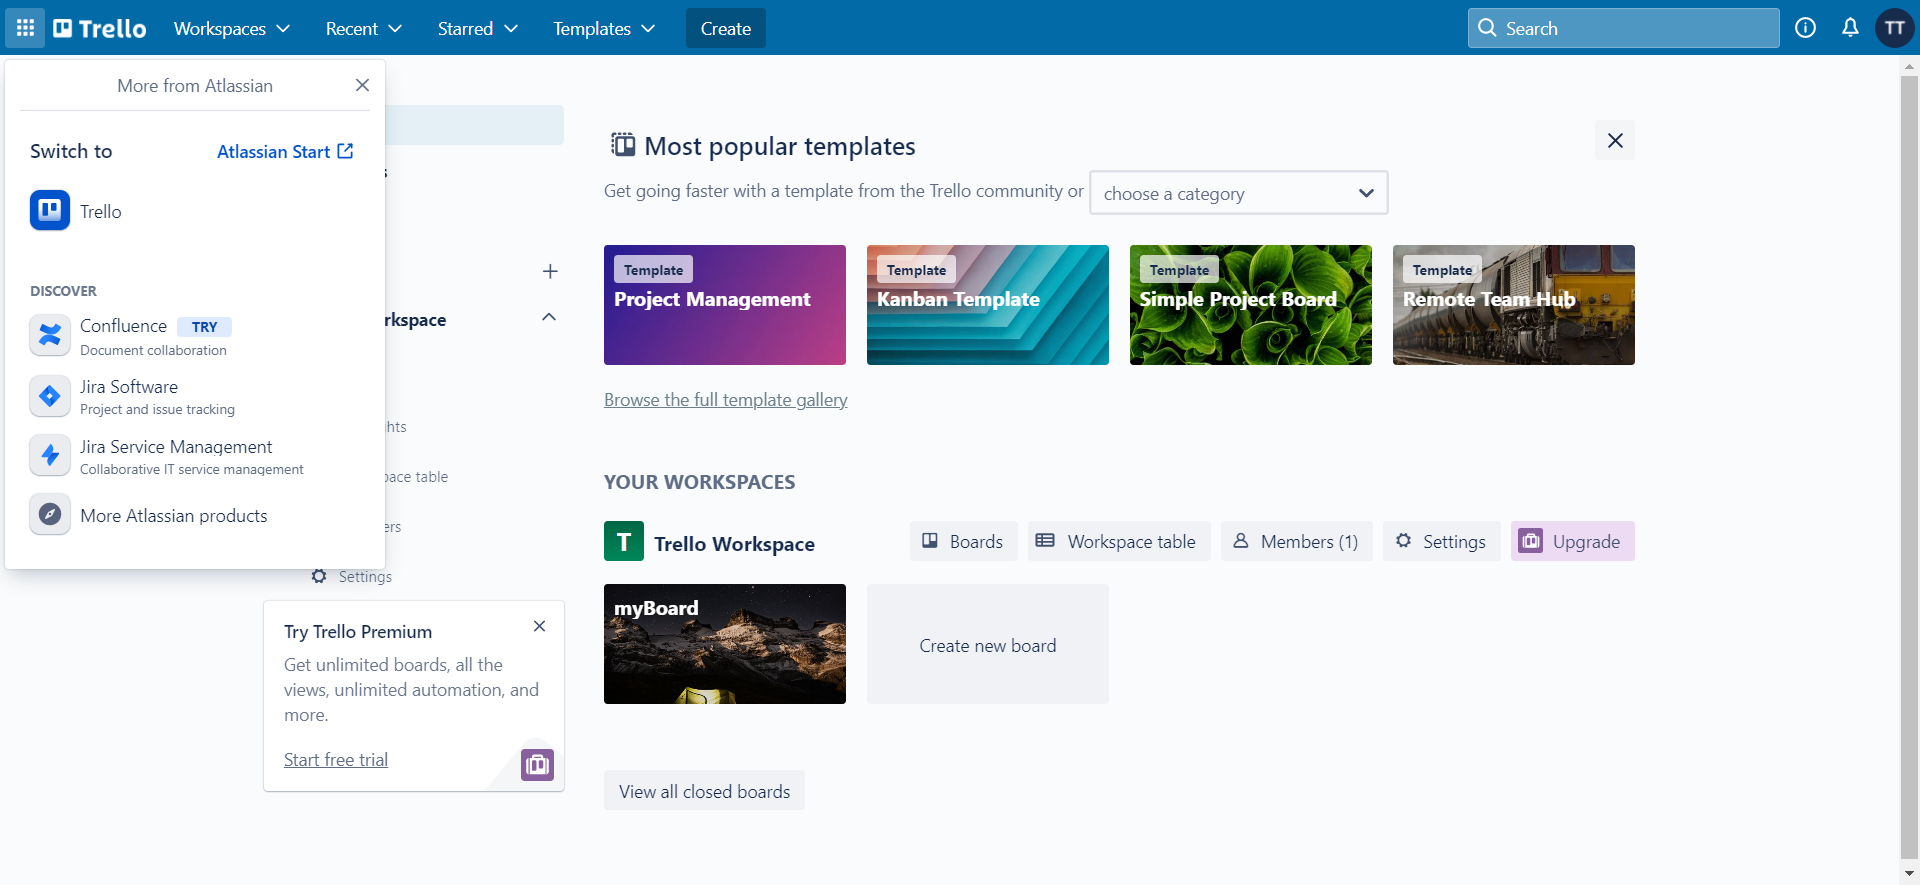 Trello
Workspaces
Recent
Starred
Templates
Create
Search
TT
More from Atlassian
Switch to
Atlassian Start
Trello
DISCOVER
Confluence TRY
Document collaboration
Jira Software
Project and issue tracking
Jira Service Management
Collaborative IT service management
More Atlassian products
s
rkspace
hts
pace table
ers
Settings
Try Trello Premium
Get unlimited boards, all the
views, unlimited automation, and
more.
Start free trial
Most popular templates
Get going faster with a template from the Trello community or
choose a category
Template
Project Management
Template
Kanban Template
Template
Simple Project Board
Template
Remote Team Hub
Browse the full template gallery
YOUR WORKSPACES
T
Trello Workspace
Boards
Workspace table
Members (1)
Settings
Upgrade
myBoard
Create new board
View all closed boards